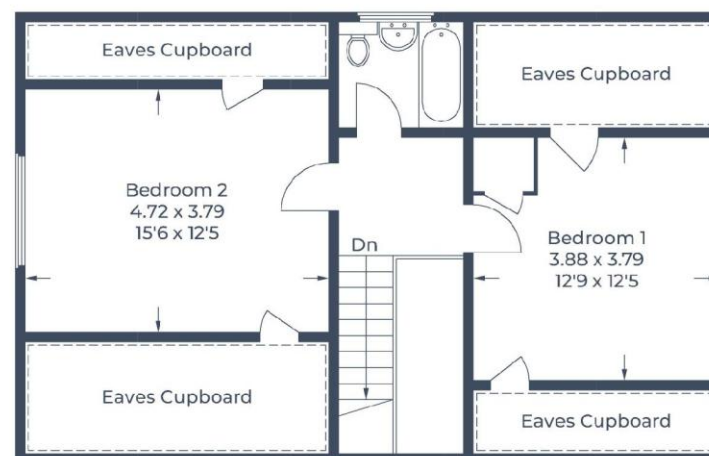 Eaves Cupboard
Eaves Cupboard
Bedroom 2
4.72 x 3.79
15'6 x 12'5
Dn
Bedroom 1
3.88 x 3.79
12'9 x 12'5
Eaves Cupboard
Eaves Cupboard